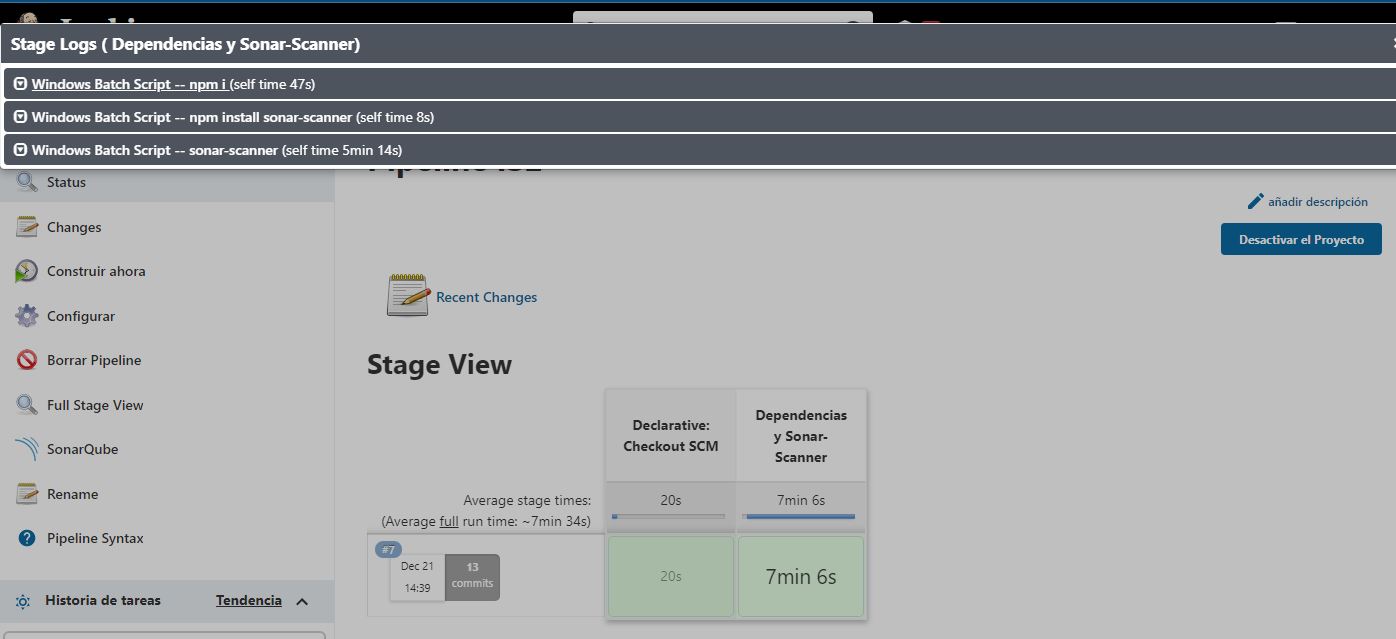 Stage Logs ( Dependencias y Sonar-Scanner)
Windows Batch Script -- npm i (self time 47s)
Windows Batch Script -- npm install sonar-scanner (self time 8s)
Windows Batch Script -- sonar-scanner (self time 5min 14s)
Status
añadir descripción
Changes
Desactivar el Proyecto
Construir ahora
Recent Changes
Configurar
Borrar Pipeline
Stage View
Full Stage View
SonarQube
Rename
Pipeline Syntax
Declarative:
Checkout SCM
Dependencias
y Sonar-
Scanner
Average stage times:
(Average full run time: ~7min 34s)
20s
7min 6s
#7
Dec 21
14:39
13
commits
20s
7min 6s
Historia de tareas
Tendencia